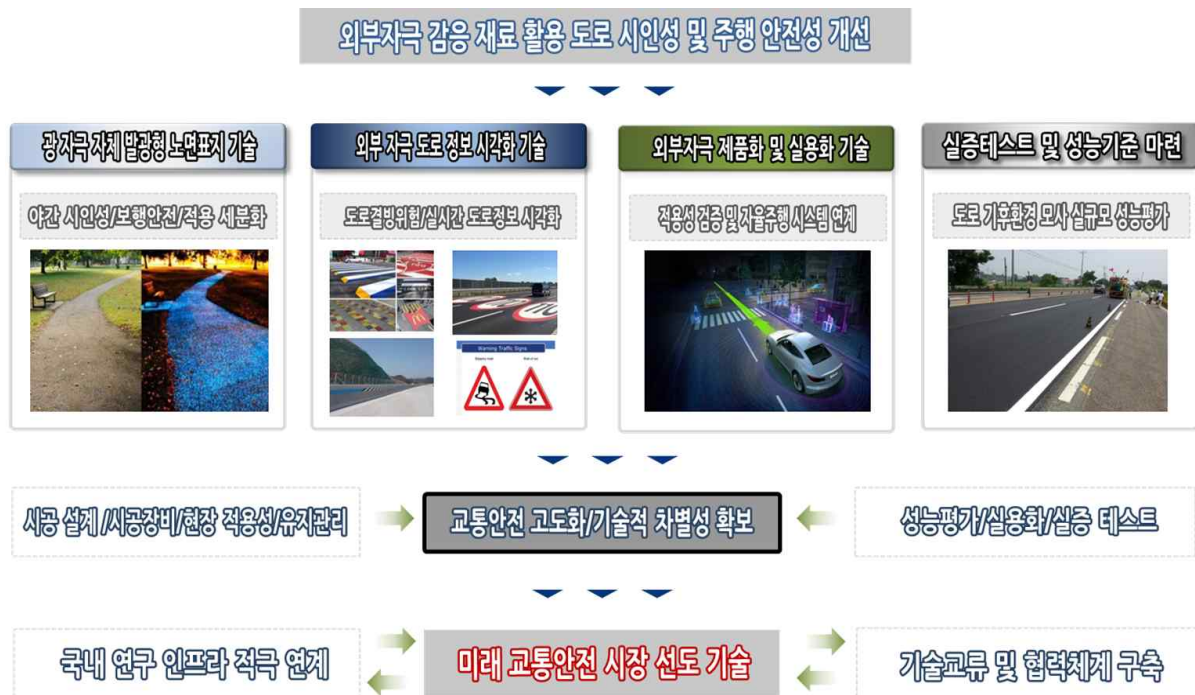 외부자극 감응 재료 활용 도로 시인성 및 주행 안전성 개선
광 자극 자체 발광형 노면표지 기술
외부 자극 도로 정보 시각화 기술
외부자극 제품화 및 실용화 기술
실증테스트 및 성능기준 마련
야간 시인성/보행안전/적용 세분화
도로결빙위험/실시간 도로정보 시각화
적용성 검증 및 자율주행 시스템 연계
도로 기후환경 모사 실규모 성능평가
Warning Traffic Signs
시공 설계 /시공장비/현장 적용성/유지관리
교통안전 고도화/기술적 차별성 확보
성능평가/실용화/실증 테스트
국내 연구 인프라 적극 연계
미래 교통안전 시장 선도 기술
기술교류 및 협력체계 구축